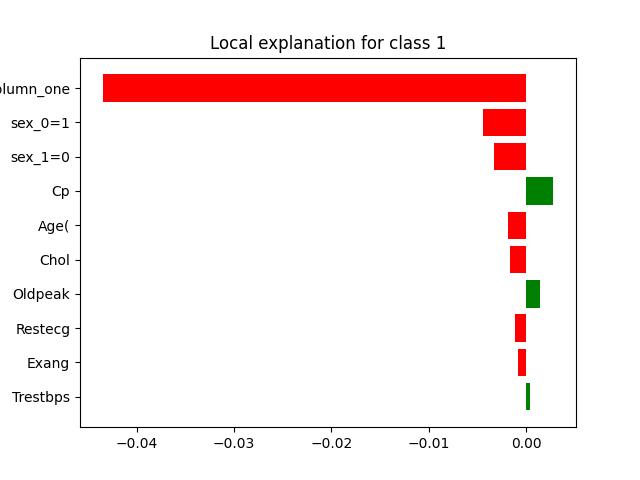 Local explanation for class 1
olumn_one
sex_0=1
sex_1=0
Cp
Age(
Chol
Oldpeak
Restecg
Exang
Trestbps
−0.04 −0.03 −0.02 −0.01 0.00